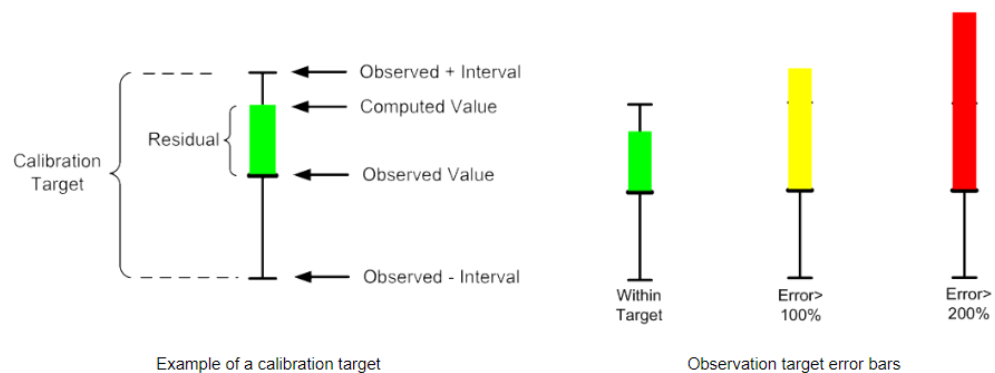 Observed + Interval
Computed Value
Residual
Calibration
Target
Observed Value
Observed - Interval
Within
Target
Error>
100%
Error>
200%
Example of a calibration target
Observation target error bars